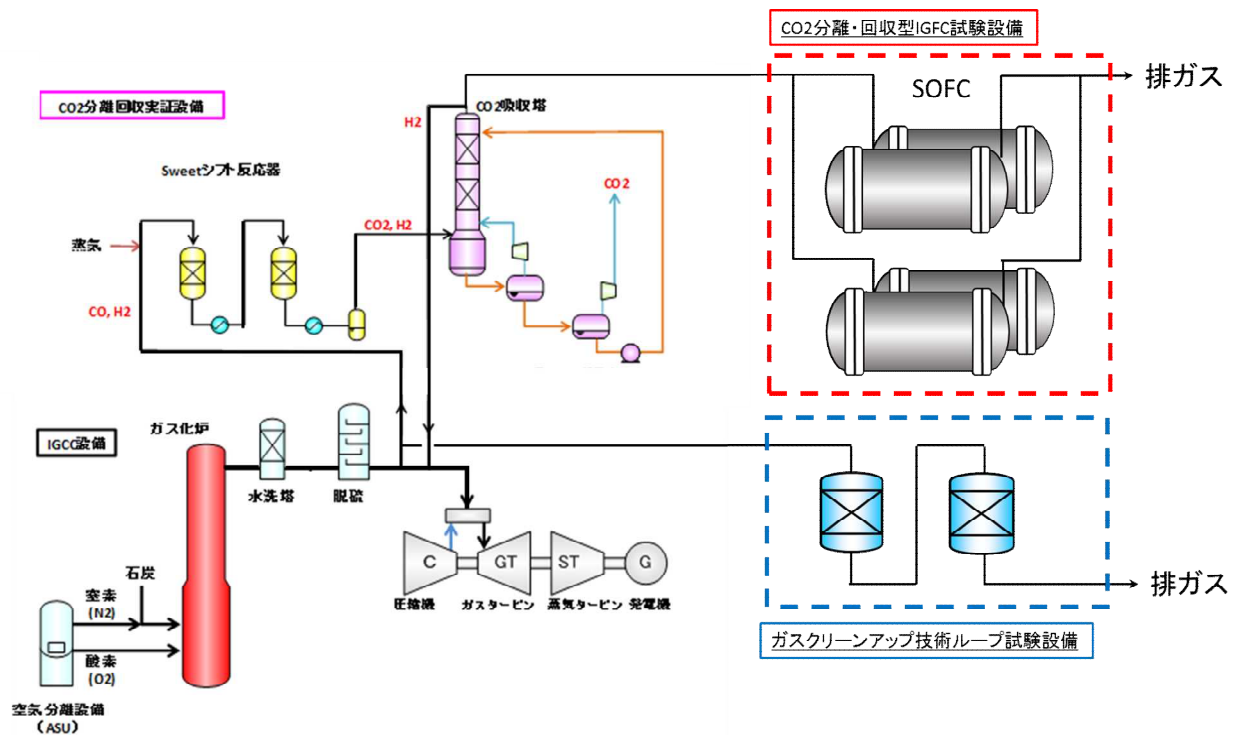 CO2分離・回収型IGFC試験設備
SOFC
排ガス
CO2分離回収実証設備
CO2吸収塔
H2
Sweetシフト反応器
CO2
CO2, H2
蒸気
CO, H2
IGCC設備
ガス化炉
水洗塔
脱硫
C
GT
ST
G
圧縮機
ガスタービン
蒸気タービン
発電機
石炭
窒素
(N2)
酸素
(O2)
空気分離設備
(ASU)
排ガス
ガスクリーンアップ技術ループ試験設備